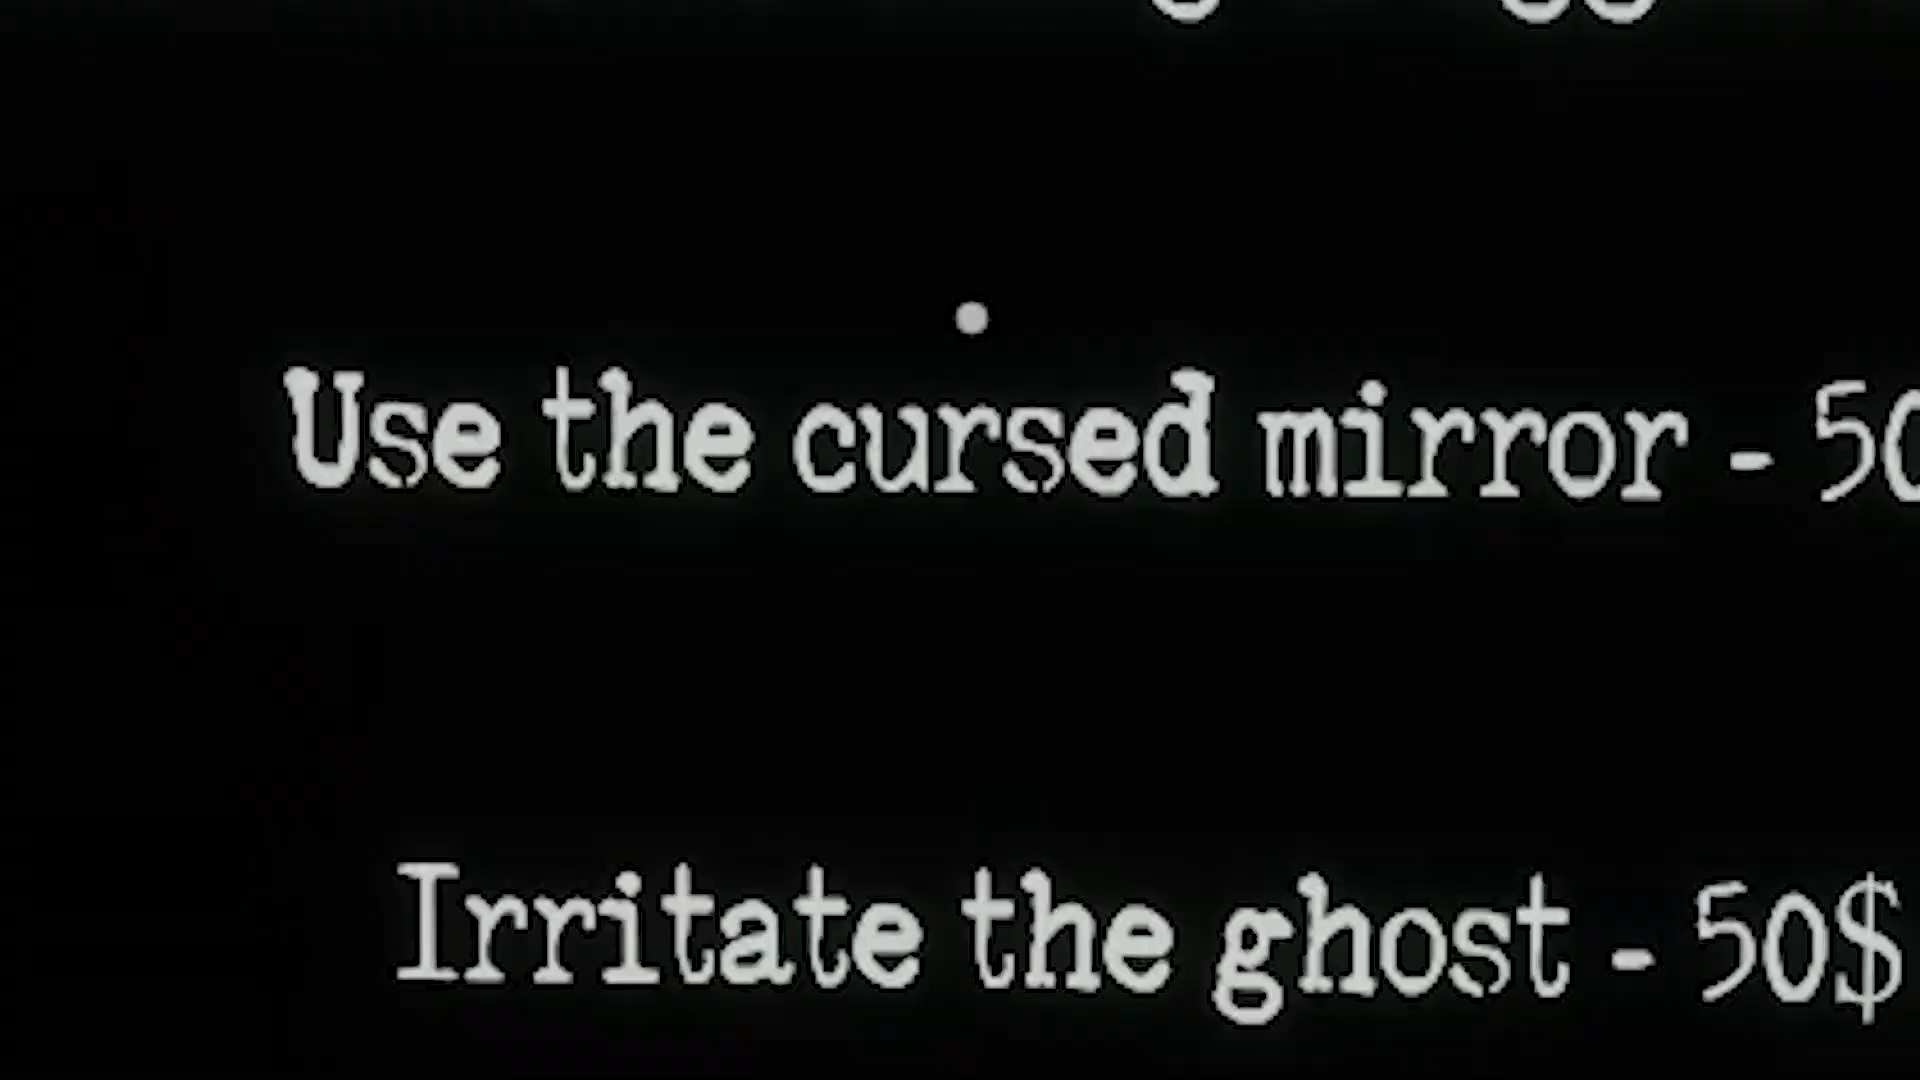 Use the cursed mirror - 50
Irritate the ghost - 50$